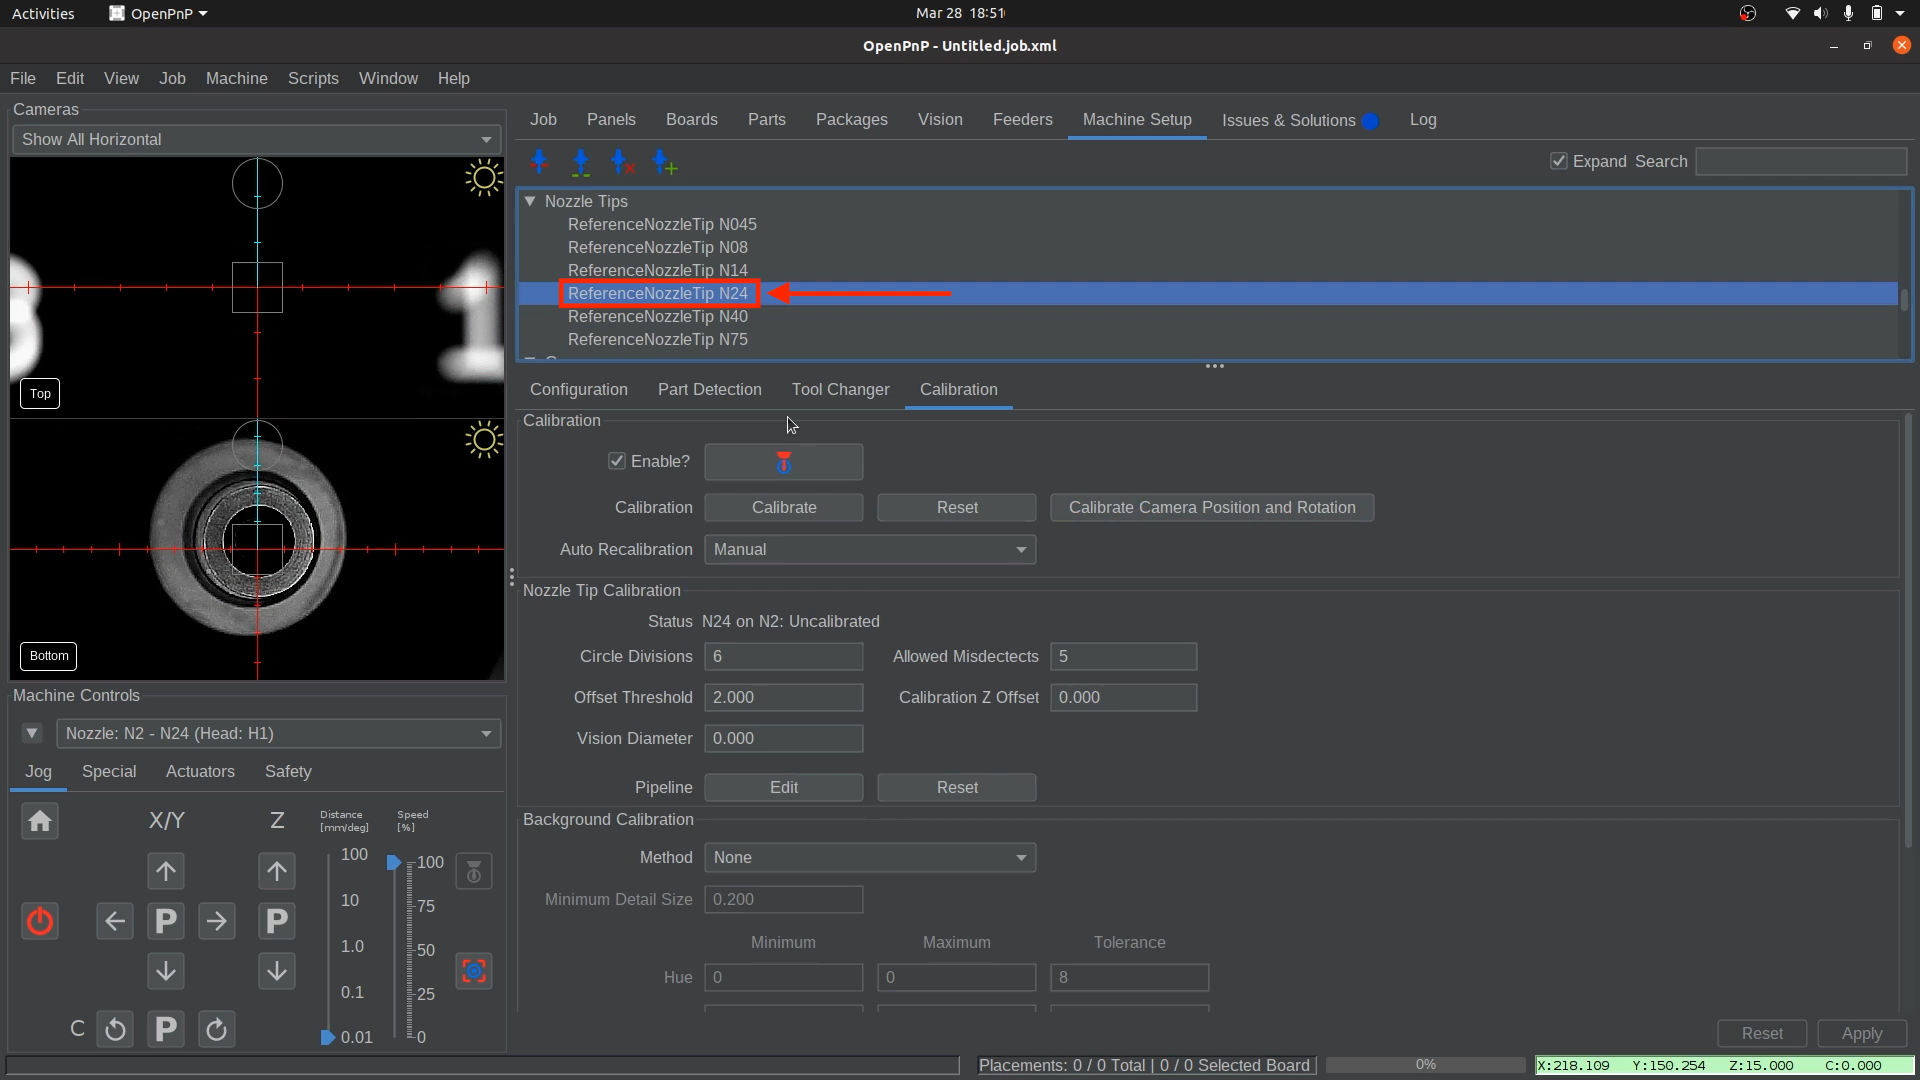 Activities OpenPnP Mar 28 18:51
OpenPnP - Untitled.job.xml
File Edit View Job Machine Scripts Window Help
Cameras
Show All Horizontal
Top
Bottom
Machine Controls
Nozzle: N2 - N24 (Head: H1)
Jog Special Actuators Safety
X/Y Z Distance [mm/deg] Speed [%]
100 100
10 75
P P
1.0 50
0.1 25
C P 0.01 0
Job Panels Boards Parts Packages Vision Feeders Machine Setup Issues & Solutions Log
Expand Search
Nozzle Tips
ReferenceNozzleTip N045
ReferenceNozzleTip N08
ReferenceNozzleTip N14
ReferenceNozzleTip N24
ReferenceNozzleTip N40
ReferenceNozzleTip N75
Configuration Part Detection Tool Changer Calibration
Calibration
Enable?
Calibration Calibrate Reset Calibrate Camera Position and Rotation
Auto Recalibration Manual
Nozzle Tip Calibration
Status N24 on N2: Uncalibrated
Circle Divisions 6 Allowed Misdectects 5
Offset Threshold 2.000 Calibration Z Offset 0.000
Vision Diameter 0.000
Pipeline Edit Reset
Background Calibration
Method None
Minimum Detail Size 0.200
Minimum Maximum Tolerance
Hue 0 0 8
Reset Apply
Placements: 0 / 0 Total | 0 / 0 Selected Board 0% X:218.109 Y:150.254 Z:15.000 C:0.000